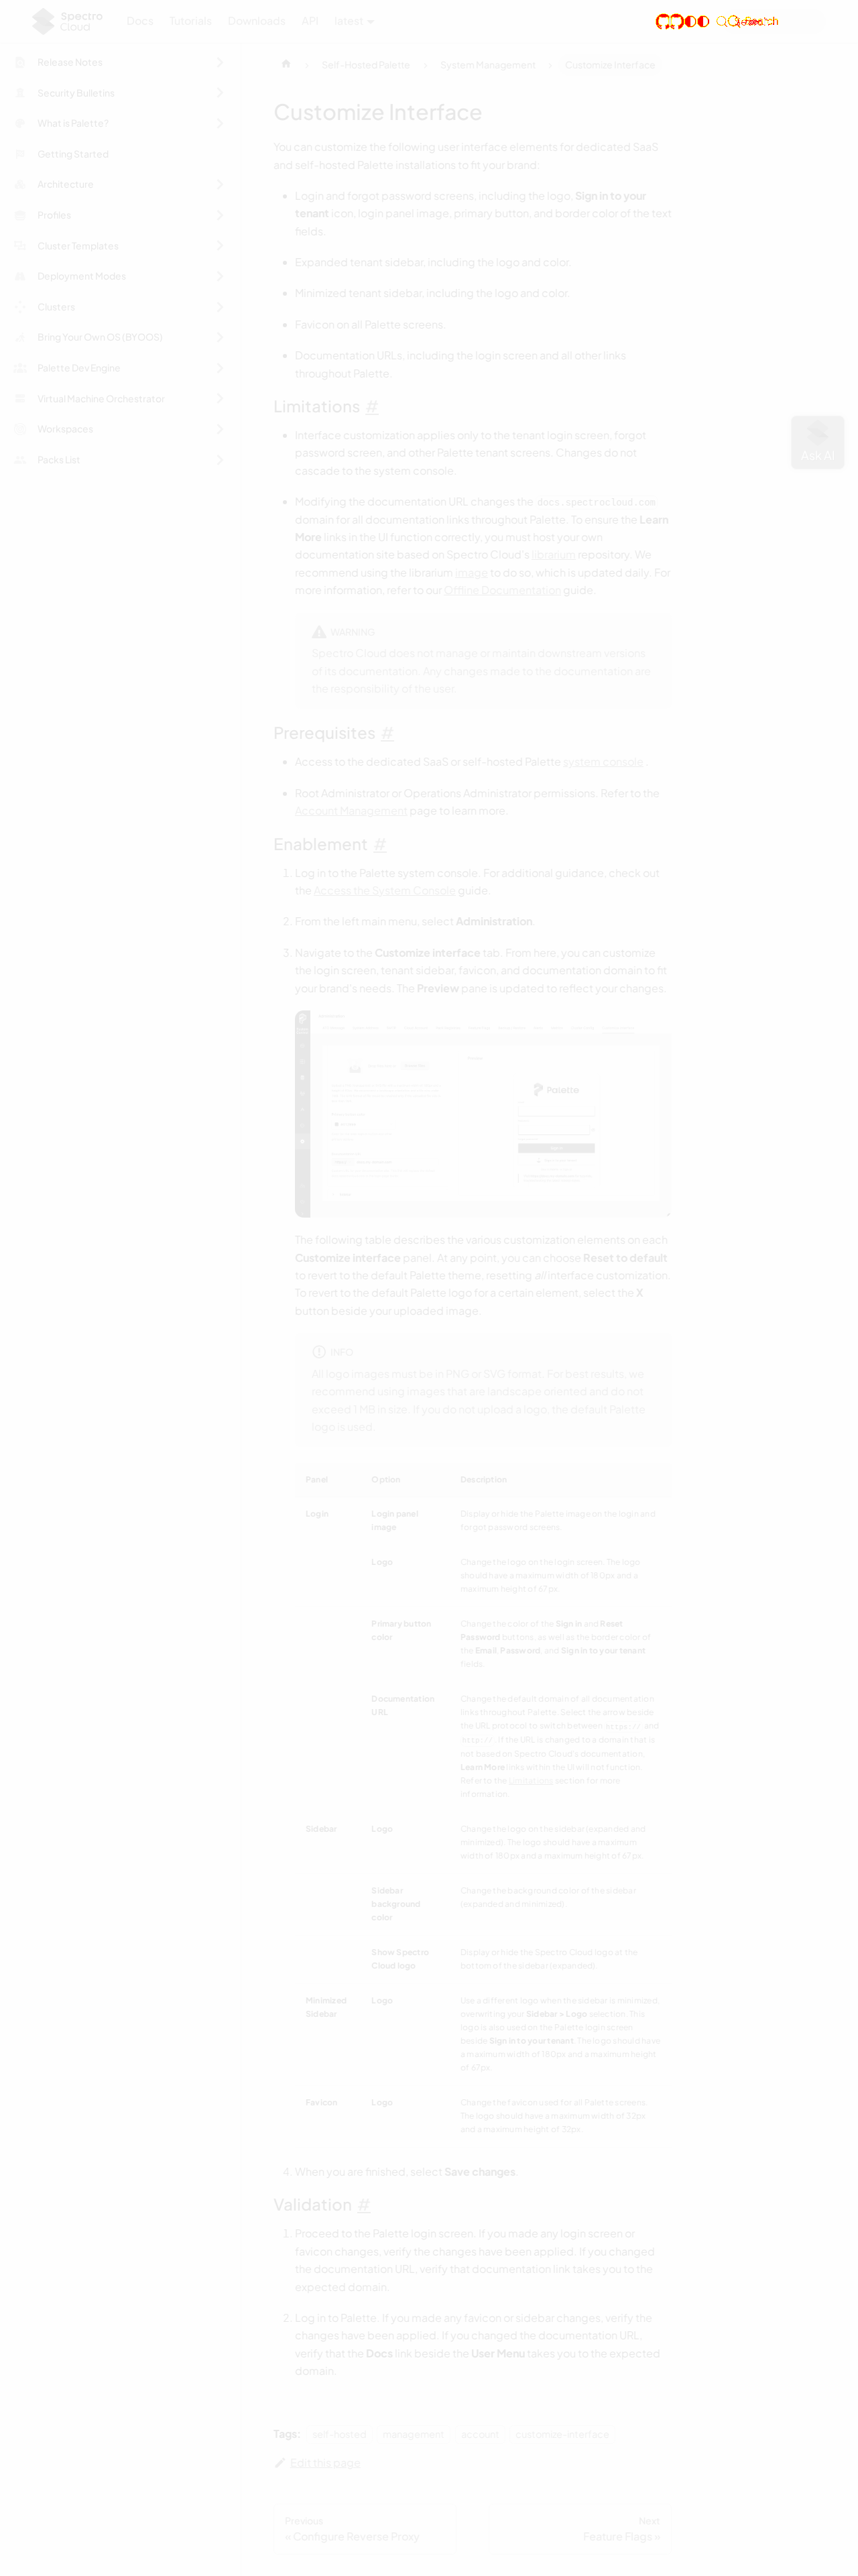 Spectro Cloud
Docs Tutorials Downloads API latest
Release Notes
Security Bulletins
What is Palette?
Getting Started
Architecture
Profiles
Cluster Templates
Deployment Modes
Clusters
Bring Your Own OS (BYOOS)
Palette Dev Engine
Virtual Machine Orchestrator
Workspaces
Packs List
Self-Hosted Palette System Management Customize Interface
Customize Interface
You can customize the following user interface elements for dedicated SaaS
and self-hosted Palette installations to fit your brand:
Login and forgot password screens, including the logo, Sign in to your
tenant icon, login panel image, primary button, and border color of the text
fields.
Expanded tenant sidebar, including the logo and color.
Minimized tenant sidebar, including the logo and color.
Favicon on all Palette screens.
Documentation URLs, including the login screen and all other links
throughout Palette.
Limitations #
Interface customization applies only to the tenant login screen, forgot
password screen, and other Palette tenant screens. Changes do not
cascade to the system console.
Ask AI
Modifying the documentation URL changes the docs.spectrocloud.com
domain for all documentation links throughout Palette. To ensure the Learn
More links in the UI function correctly, you must host your own
documentation site based on Spectro Cloud's librarium repository. We
recommend using the librarium image to do so, which is updated daily. For
more information, refer to our Offline Documentation guide.
WARNING
Spectro Cloud does not manage or maintain downstream versions
of its documentation. Any changes made to the documentation are
the responsibility of the user.
Prerequisites #
Access to the dedicated SaaS or self-hosted Palette system console .
Root Administrator or Operations Administrator permissions. Refer to the
Account Management page to learn more.
Enablement #
1. Log in to the Palette system console. For additional guidance, check out
the Access the System Console guide.
2. From the left main menu, select Administration.
3. Navigate to the Customize interface tab. From here, you can customize
the login screen, tenant sidebar, favicon, and documentation domain to fit
your brand's needs. The Preview pane is updated to reflect your changes.
Palette
The following table describes the various customization elements on each
Customize interface panel. At any point, you can choose Reset to default
to revert to the default Palette theme, resetting all interface customization.
To revert to the default Palette logo for a certain element, select the X
button beside your uploaded image.
INFO
All logo images must be in PNG or SVG format. For best results, we
recommend using images that are landscape oriented and do not
exceed 1 MB in size. If you do not upload a logo, the default Palette
logo is used.
Panel Option Description
Login Login panel image Display or hide the Palette image on the login and
forgot password screens.
Logo Change the logo on the login screen. The logo
should have a maximum width of 180px and a
maximum height of 67px.
Primary button color Change the color of the Sign in and Reset
Password buttons, as well as the border color of
the Email, Password, and Sign in to your tenant
fields.
Documentation URL Change the default domain of all documentation
links throughout Palette. Select the arrow beside
the URL protocol to switch between https:// and
http://. If the URL is changed to a domain that is
not based on Spectro Cloud's documentation,
Learn More links within the UI will not function.
Refer to the Limitations section for more
information.
Sidebar Logo Change the logo on the sidebar (expanded and
minimized). The logo should have a maximum
width of 180px and a maximum height of 67px.
Sidebar background color Change the background color of the sidebar
(expanded and minimized).
Show Spectro Cloud logo Display or hide the Spectro Cloud logo at the
bottom of the sidebar (expanded).
Minimized Sidebar Logo Use a different logo when the sidebar is minimized,
overwriting your Sidebar > Logo selection. This
logo is also used on the Palette login screen
beside Sign in to your tenant. The logo should have
a maximum width of 180px and a maximum height
of 67px.
Favicon Logo Change the favicon used for all Palette screens.
The logo should have a maximum width of 32px
and a maximum height of 32px.
4. When you are finished, select Save changes.
Validation #
1. Proceed to the Palette login screen. If you made any login screen or
favicon changes, verify the changes have been applied. If you changed
the documentation URL, verify that documentation link takes you to the
expected domain.
2. Log in to Palette. If you made any favicon or sidebar changes, verify the
changes have been applied. If you changed the documentation URL,
verify that the Docs link beside the User Menu takes you to the expected
domain.
Tags: self-hosted management account customize-interface
Edit this page
Previous
« Configure Reverse Proxy
Next
Feature Flags »